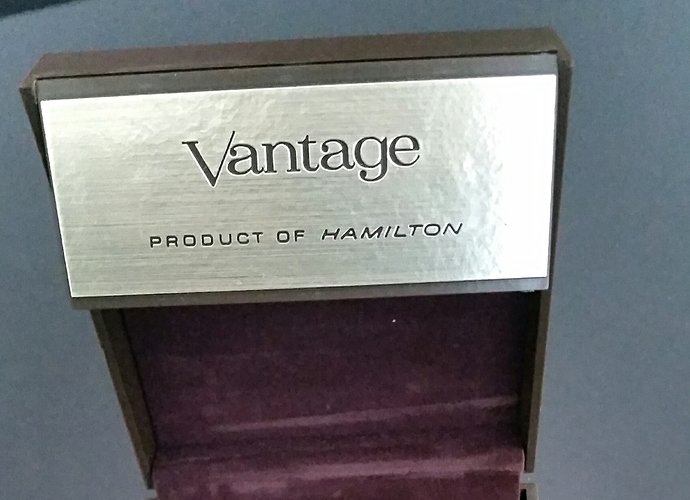 Vantage
PRODUCT OF HAMILTON